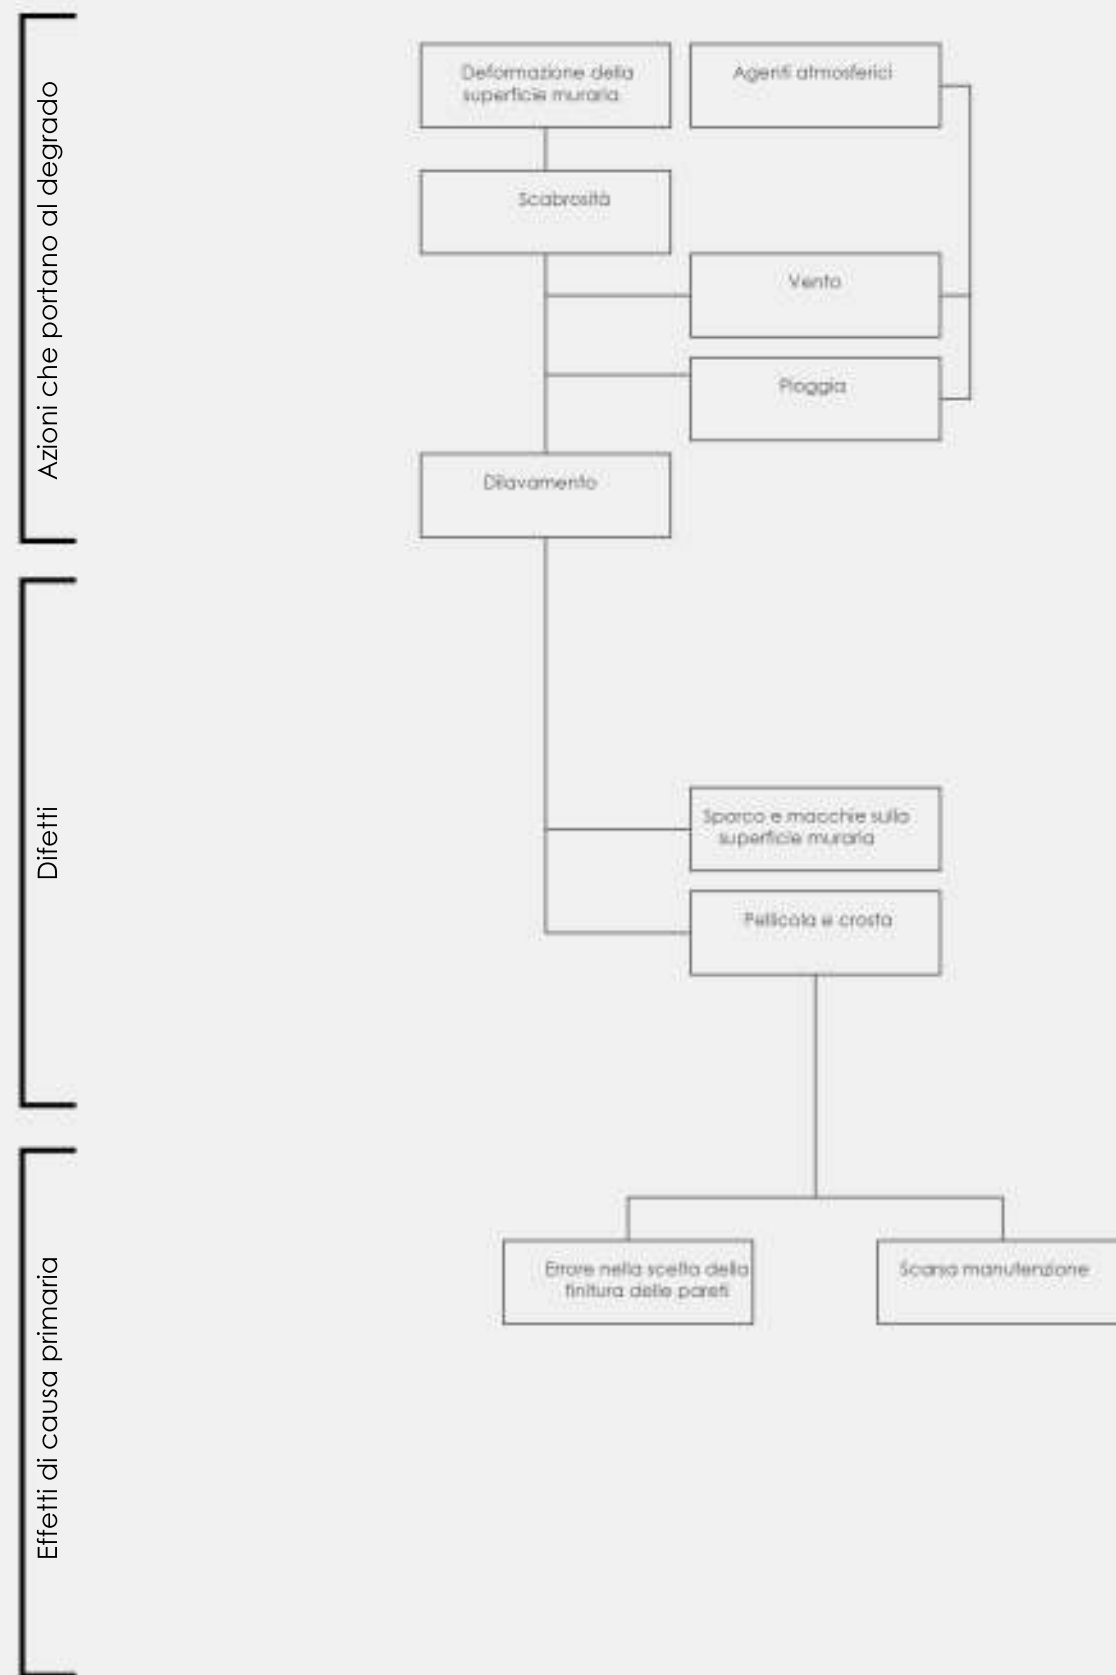 Azioni che portano al degrado
Deformazione della
superficie muraria
Agenti atmosferici
Scabrosità
Vento
Pioggia
Dilavamento
Difetti
Sporco e macchie sulla
superficie muraria
Pellicola e crosta
Effetti di causa primaria
Errore nella scelta della
finitura delle pareti
Scarsa manutenzione